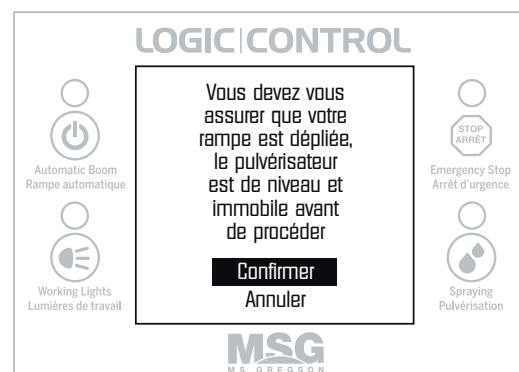 LOGIC|CONTROL
Vous devez vous
assurer que votre
rampe est dépliée,
le pulvérisateur
est de niveau et
immobile avant
de procéder
Confirmer
Annuler
Automatic Boom
Rampe automatique
Working Lights
Lumières de travail
STOP
ARRÊT
Emergency Stop
Arrêt d'urgence
Spraying
Pulvérisation
MSG
MS GREGSON